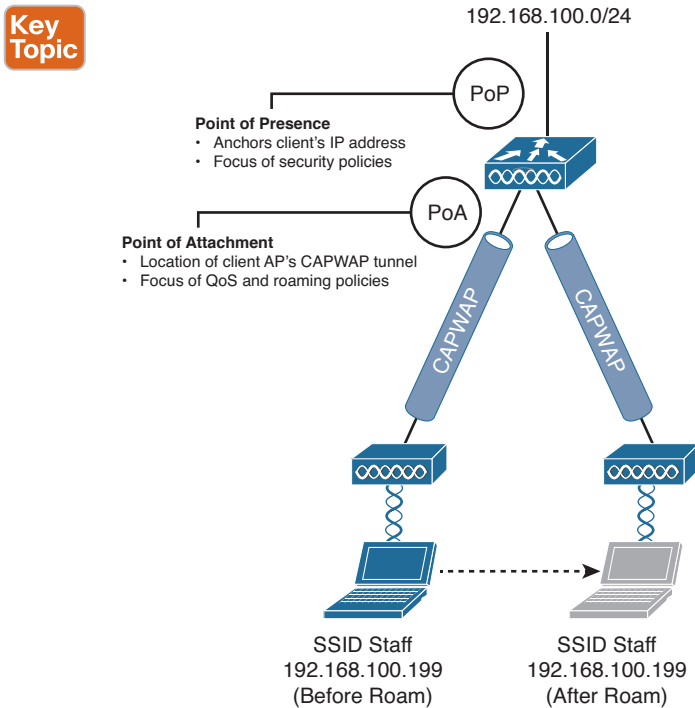 Key
Topic
192.168.100.0/24
PoP
Point of Presence
• Anchors client's IP address
• Focus of security policies
PoA
Point of Attachment
• Location of client AP's CAPWAP tunnel
• Focus of QoS and roaming policies
CAPWAP
CAPWAP
SSID Staff
192.168.100.199
(Before Roam)
SSID Staff
192.168.100.199
(After Roam)